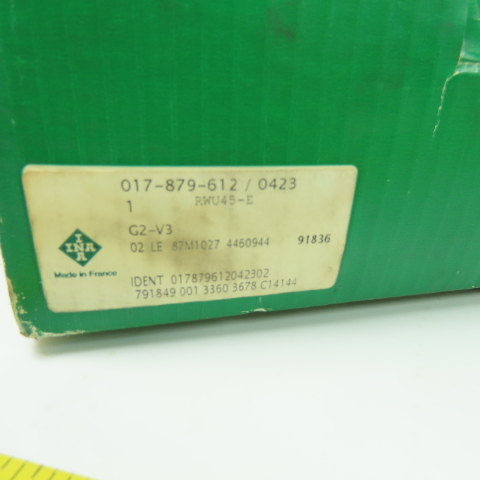 017-879-612 / 0423
1 RWU45-E
G2-V3
02 LE 87M1027 4460944 91836
INA
INA
Made in France
IDENT 017879612042302
791849 001 3360 3678 C14144